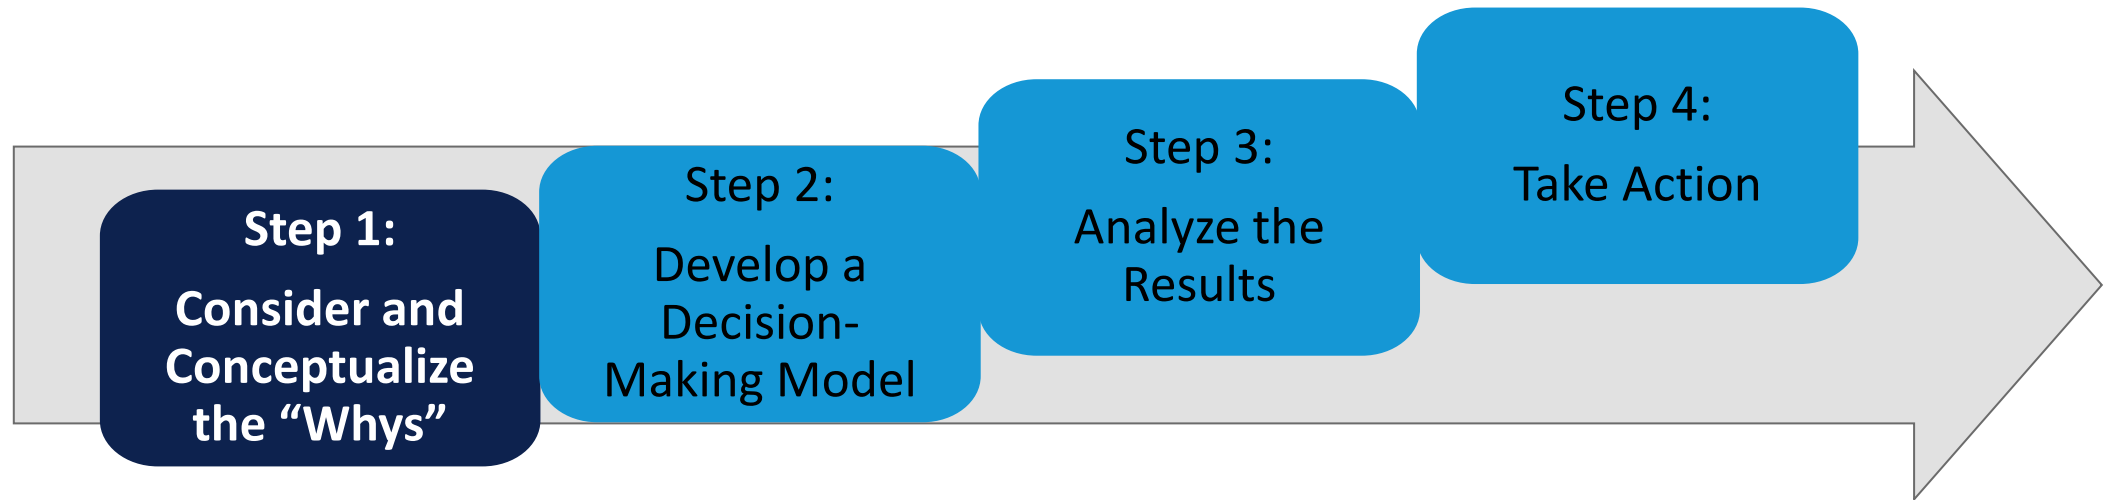 Step 1:
Consider and
Conceptualize
the “Whys”
Step 2:
Develop a
Decision-
Making Model
Step 3:
Analyze the
Results
Step 4:
Take Action